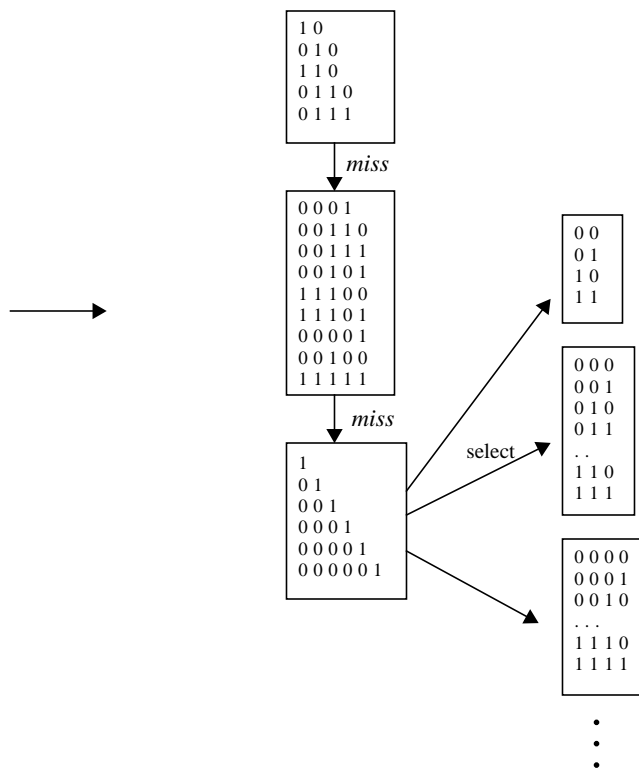 1 0
0 1 0
1 1 0
0 1 1 0
0 1 1 1
miss
0 0 0 1
0 0 1 1 0
0 0 1 1 1
0 0 1 0 1
1 1 1 0 0
1 1 1 0 1
0 0 0 0 1
0 0 1 0 0
1 1 1 1 1
miss
1
0 1
0 0 1
0 0 0 1
0 0 0 0 1
0 0 0 0 0 1
select
0 0
0 1
1 0
1 1
0 0 0
0 0 1
0 1 0
0 1 1
. .
1 1 0
1 1 1
0 0 0 0
0 0 0 1
0 0 1 0
. . .
1 1 1 0
1 1 1 1